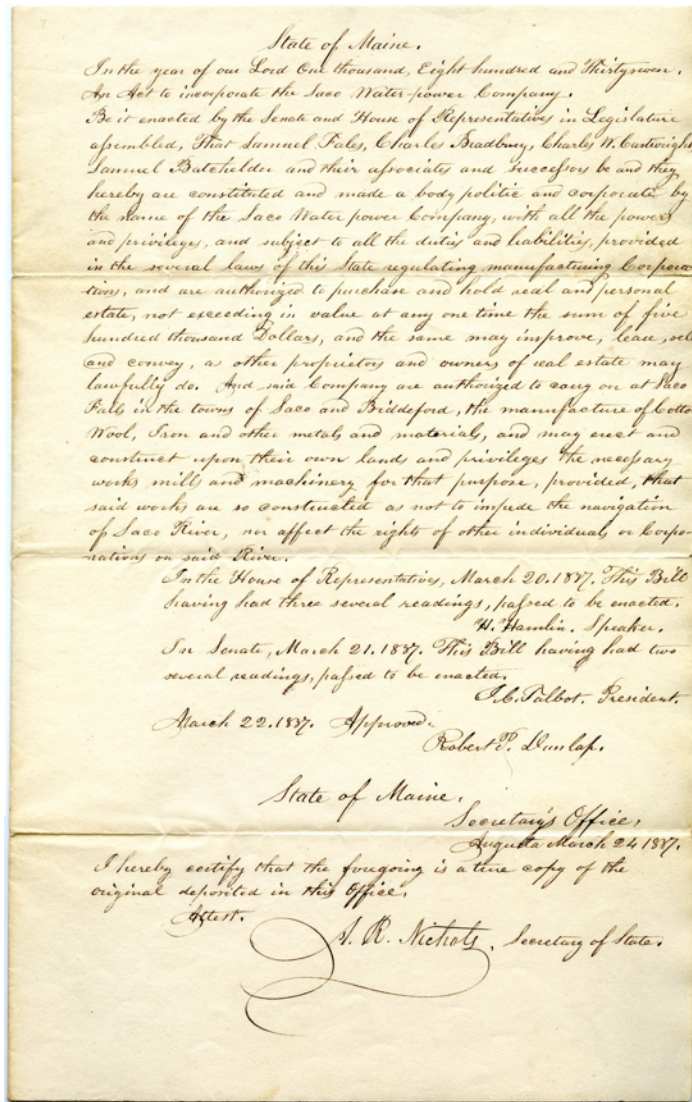 State of Maine.
In the year of our Lord One thousand, Eight hundred and Thirtyseven.
An Act to incorporate the Saco Water-power Company.
Be it enacted by the Senate and House of Representatives in Legislature
assembled, That Samuel Fales, Charles Bradbury, Charles W. Cartwright
Samuel Batchelder and their associates and successors be and they
hereby are constituted and made a body politic and corporate by
the name of the Saco Water power Company, with all the powers
and privileges, and subject to all the duties and liabilities, provided
in the several laws of this State regulating manufacturing Corpora
tions, and are authorized to purchase and hold real and personal
estate, not exceeding in value at any one time the sum of five
hundred thousand Dollars, and the same may improve, lease, sell
and convey, as other proprietors and owners of real estate may
lawfully do. And said Company are authorized to carry on at Saco
Falls in the towns of Saco and Biddeford, the manufacture of Cotto
Wool, Iron and other metals and materials, and may erect and
construct upon their own lands and privileges the necessary
works mills and machinery for that purpose, provided, that
said works are so constructed as not to impede the navigation
of Saco River, nor affect the rights of other individuals or Corpo-
rations on said River.
In the House of Representatives, March 20. 1837. This Bill
having had three several readings, passed to be enacted.
H. Hamlin. Speaker.
In Senate, March 21. 1837. This Bill having had two
several readings, passed to be enacted.
J. C. Talbot. President.
March 22. 1837. Approved.
Robert P. Dunlap.
State of Maine.
Secretary's Office,
Augusta March 24 1837.
I hereby certify that the foregoing is a true copy of the
original deposited in this Office.
Attest.
A. R. Nichols. Secretary of State.